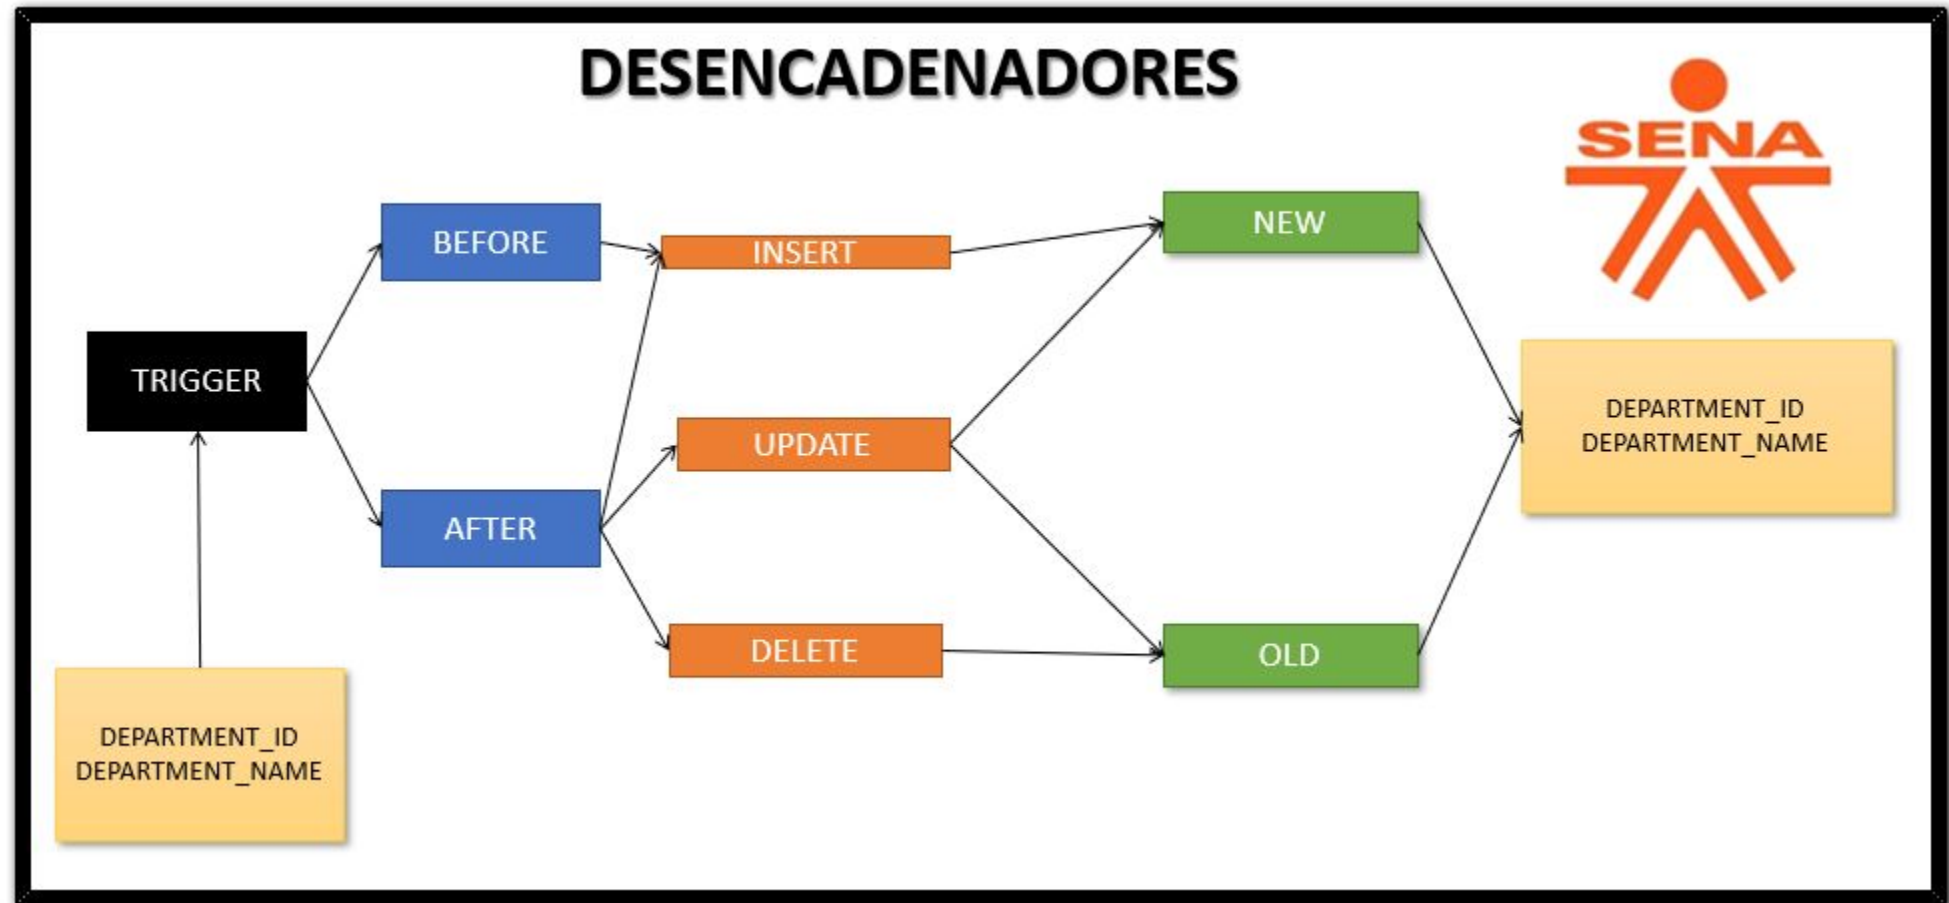 DESENCADENADORES
SENA
BEFORE
INSERT
NEW
TRIGGER
UPDATE
DEPARTMENT_ID
DEPARTMENT_NAME
AFTER
DELETE
OLD
DEPARTMENT_ID
DEPARTMENT_NAME